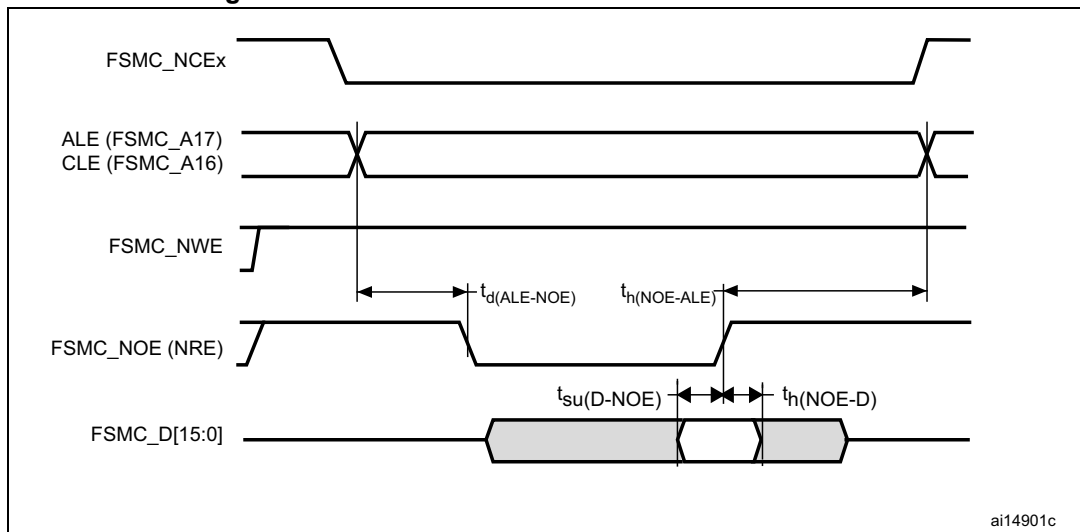 FSMC_NCEx
ALE (FSMC_A17)
CLE (FSMC_A16)
FSMC_NWE
td(ALE-NOE)
th(NOE-ALE)
FSMC_NOE (NRE)
tsu(D-NOE)
th(NOE-D)
FSMC_D[15:0]
ai14901c